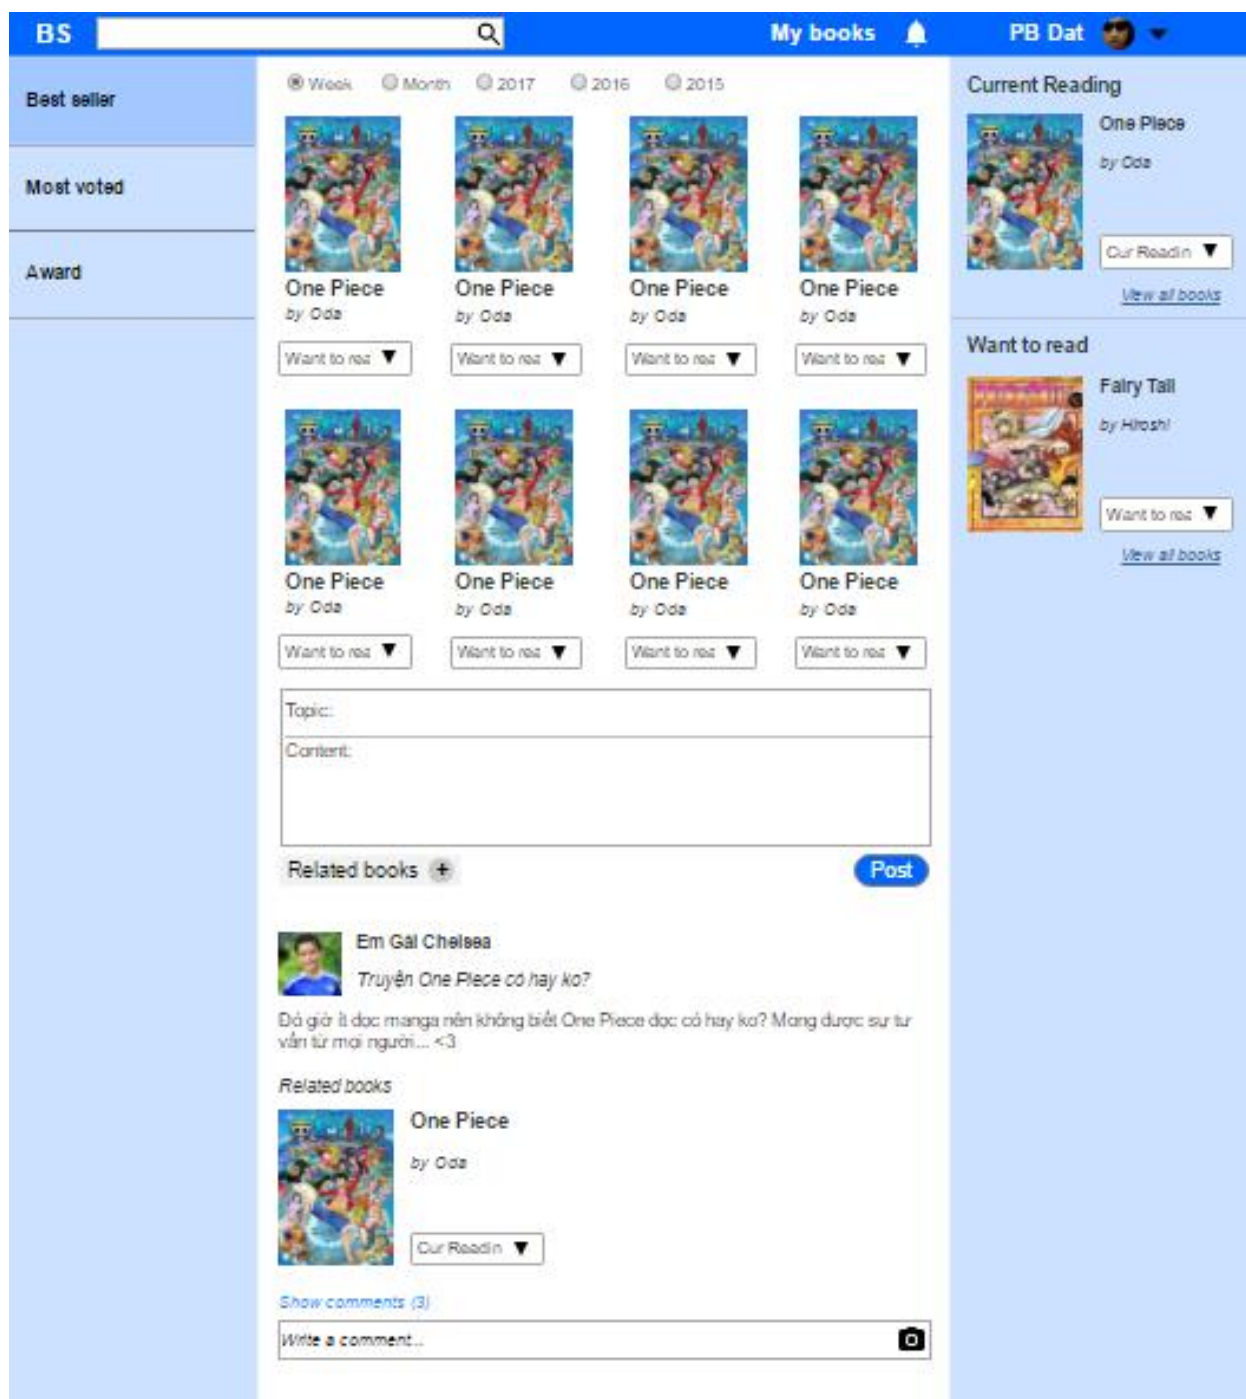 BS
My books
PB Dat
Best seller
Most voted
Award
Week Month 2017 2016 2015
One Piece One Piece One Piece One Piece
by Oda by Oda by Oda by Oda
Want to rea Want to rea Want to rea Want to rea
One Piece One Piece One Piece One Piece
by Oda by Oda by Oda by Oda
Want to rea Want to rea Want to rea Want to rea
Topic:
Content:
Related books +
Post
Em Gái Chelsea
Truyện One Piece có hay ko?
Đó giờ ít đọc manga nên không biết One Piece đọc có hay ko? Mong được sự tư
vấn từ mọi người... <3
Related books
One Piece
by Oda
Cur Readin
Show comments (3)
Write a comment...
Current Reading
One Piece
by Oda
Cur Readin
View all books
Want to read
Fairy Tail
by Hiroshi
Want to rea
View all books